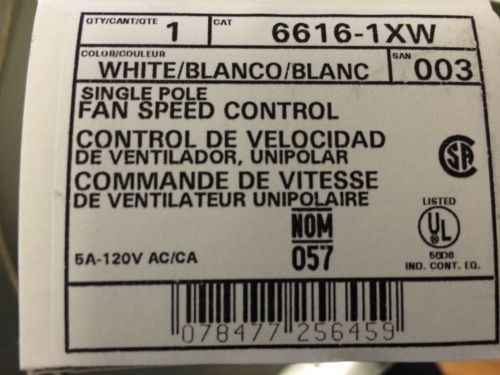 QTY/CANT/QTE 1 CAT 6616-1XW
COLOR/COULEUR WHITE/BLANCO/BLANC SAN 003
SINGLE POLE
FAN SPEED CONTROL
CONTROL DE VELOCIDAD
DE VENTILADOR, UNIPOLAR
COMMANDE DE VITESSE
DE VENTILATEUR UNIPOLAIRE
SA
LISTED
UL
®
IND. CONT. EQ.
NOM
057
5A-120V AC/CA
078477 256459